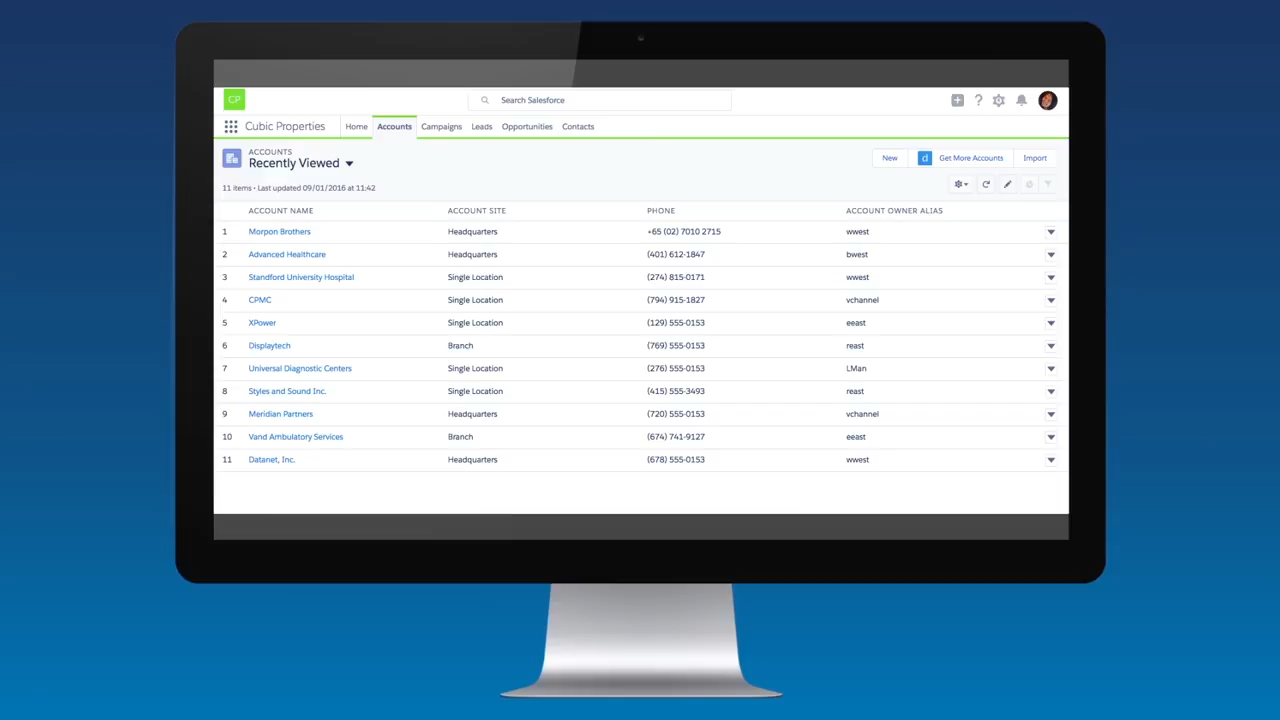 CP
Search Salesforce
?
Cubic Properties Home Accounts Campaigns Leads Opportunities Contacts
ACCOUNTS
Recently Viewed
New d Get More Accounts Import
11 items • Last updated 09/01/2016 at 11:42
ACCOUNT NAME ACCOUNT SITE PHONE ACCOUNT OWNER ALIAS
1 Morpon Brothers Headquarters +65 (02) 7010 2715 wwest
2 Advanced Healthcare Headquarters (401) 612-1847 bwest
3 Standford University Hospital Single Location (274) 815-0171 wwest
4 CPMC Single Location (794) 915-1827 vchannel
5 XPower Single Location (129) 555-0153 eeast
6 Displaytech Branch (769) 555-0153 reast
7 Universal Diagnostic Centers Single Location (276) 555-0153 LMan
8 Styles and Sound Inc. Single Location (415) 555-3493 reast
9 Meridian Partners Headquarters (720) 555-0153 vchannel
10 Vand Ambulatory Services Branch (674) 741-9127 eeast
11 Datanet, Inc. Headquarters (678) 555-0153 wwest